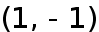 (1, - 1)